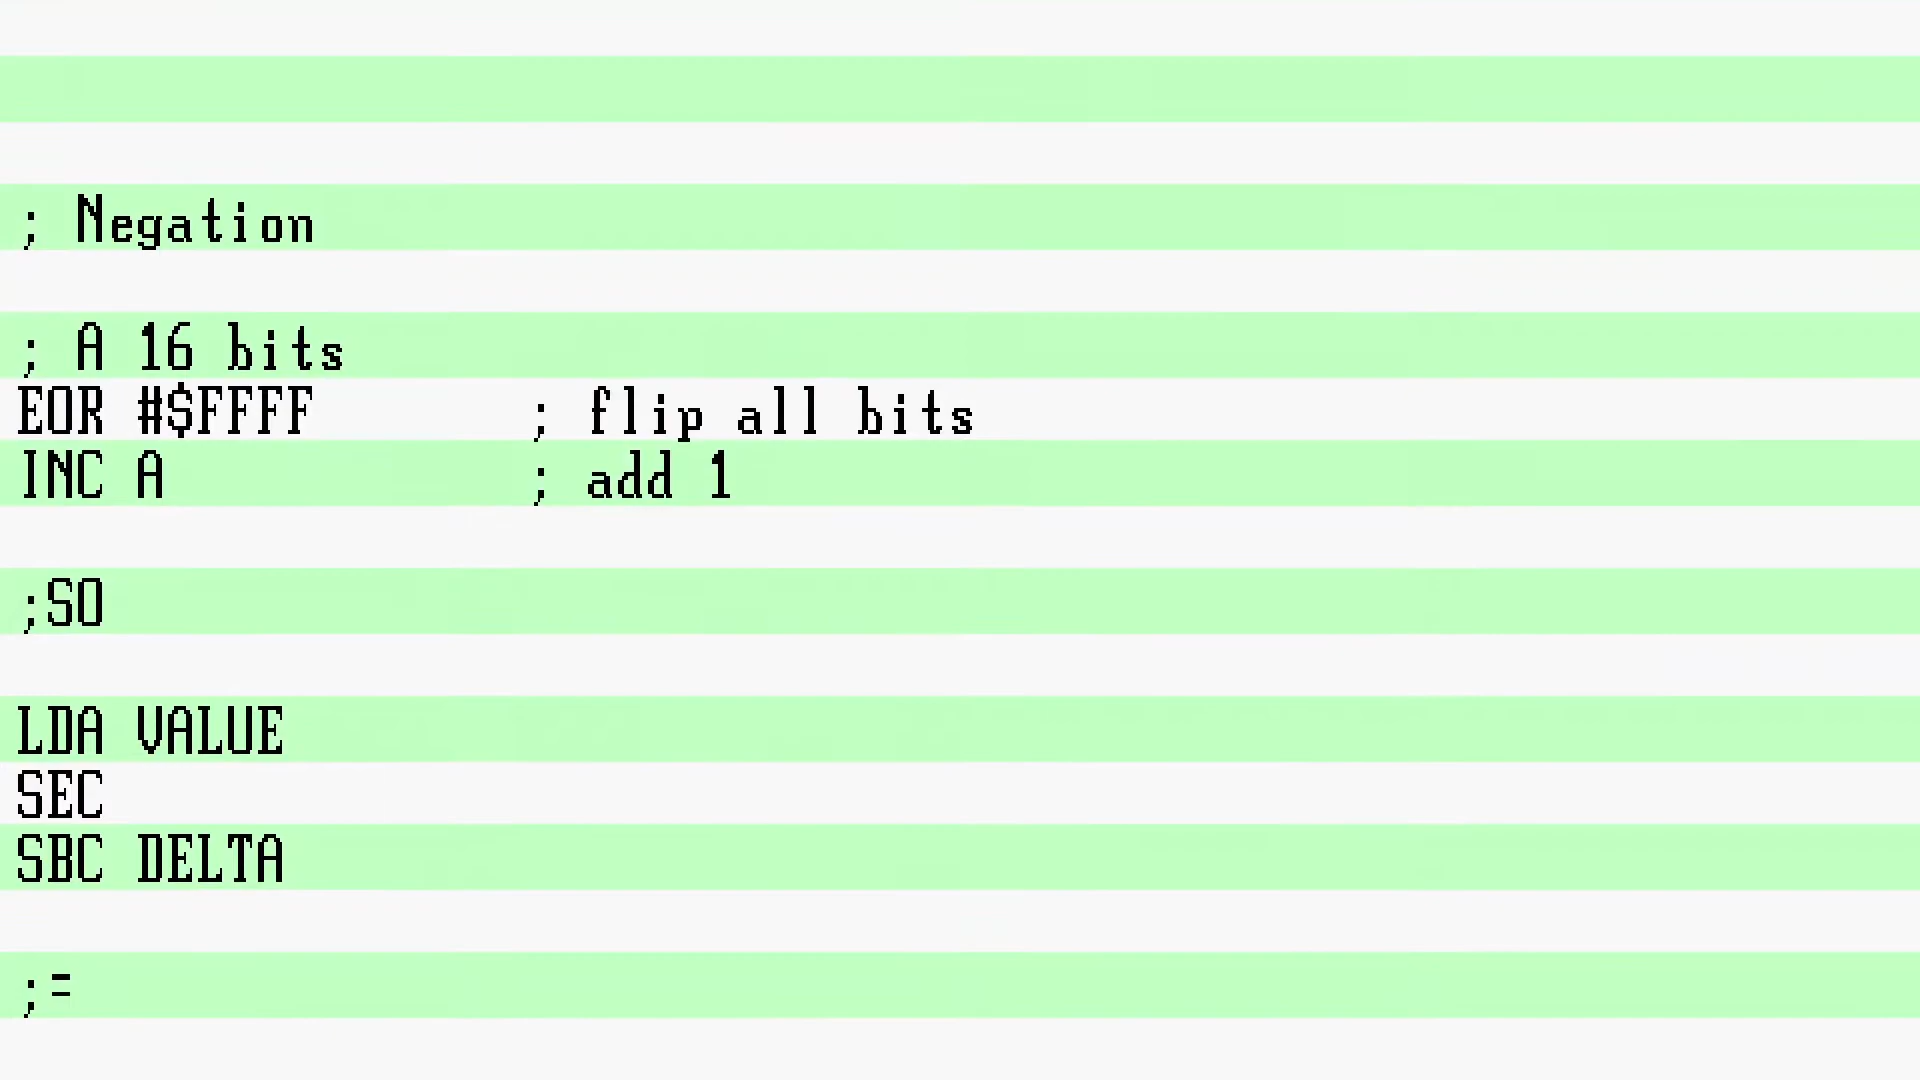 ; Negation
; A 16 bits
EOR #$FFFF ; flip all bits
INC A ; add 1
;SO
LDA VALUE
SEC
SBC DELTA
;=